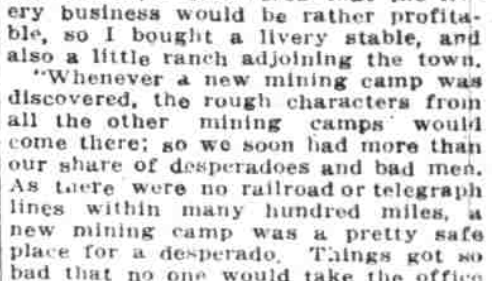 ery business would be rather profita-
ble, so I bought a livery stable, and
also a little ranch adjoining the town.
"Whenever a new mining camp was
discovered, the rough characters from
all the other mining camps would
come there; so we soon had more than
our share of desperadoes and bad men.
As there were no railroad or telegraph
lines within many hundred miles, a
new mining camp was a pretty safe
place for a desperado. Things got so
bad that no one would take the office